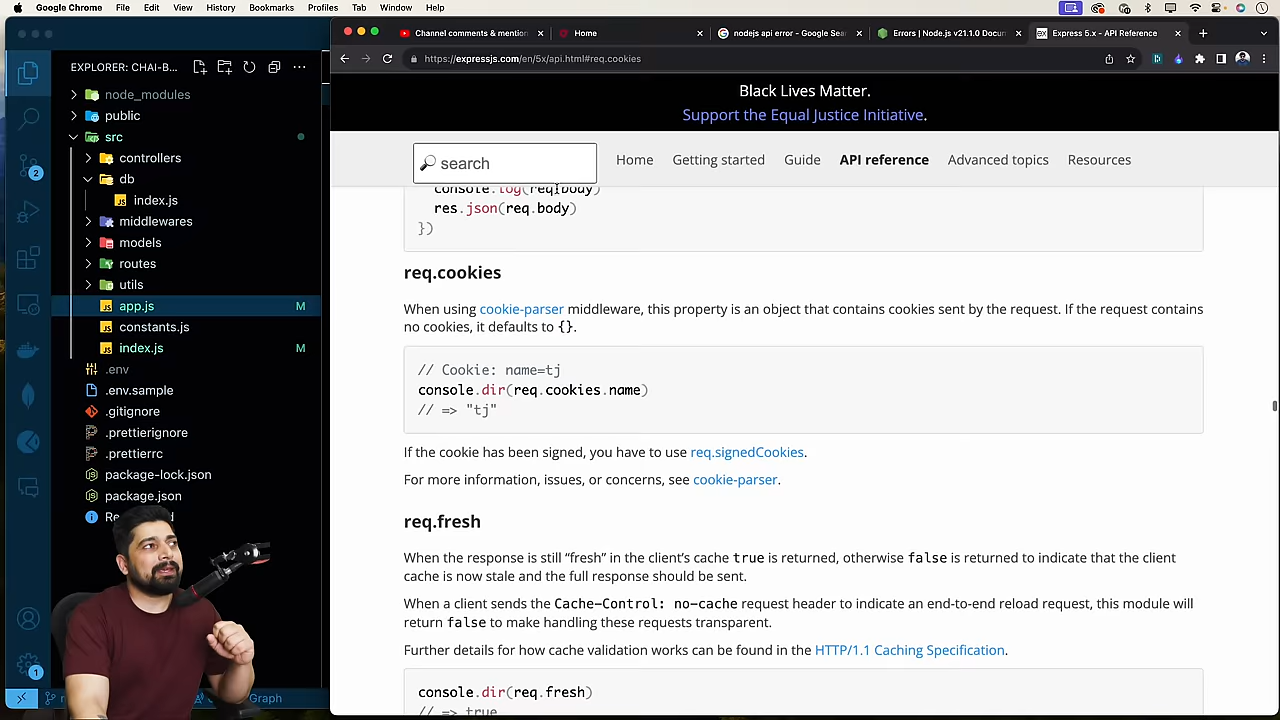 Google Chrome File Edit View History Bookmarks Profiles Tab Window Help
Channel comments & mention
Home
nodejs api error - Google Sea
Errors | Node.js v21.1.0 Docun
Express 5.x - API Reference
https://expressjs.com/en/5x/api.html#req.cookies
EXPLORER: CHAI-B...
node_modules
public
src
controllers
db
index.js
middlewares
models
routes
utils
app.js M
constants.js
index.js M
.env
.env.sample
.gitignore
.prettierignore
.prettierrc
package-lock.json
package.json
2
1
Graph
Black Lives Matter.
Support the Equal Justice Initiative.
search
Home Getting started Guide API reference Advanced topics Resources
console.log(req.body)
res.json(req.body)
})
req.cookies
When using cookie-parser middleware, this property is an object that contains cookies sent by the request. If the request contains
no cookies, it defaults to {}.
// Cookie: name=tj
console.dir(req.cookies.name)
// => "tj"
If the cookie has been signed, you have to use req.signedCookies.
For more information, issues, or concerns, see cookie-parser.
req.fresh
When the response is still “fresh” in the client’s cache true is returned, otherwise false is returned to indicate that the client
cache is now stale and the full response should be sent.
When a client sends the Cache-Control: no-cache request header to indicate an end-to-end reload request, this module will
return false to make handling these requests transparent.
Further details for how cache validation works can be found in the HTTP/1.1 Caching Specification.
console.dir(req.fresh)
// => true